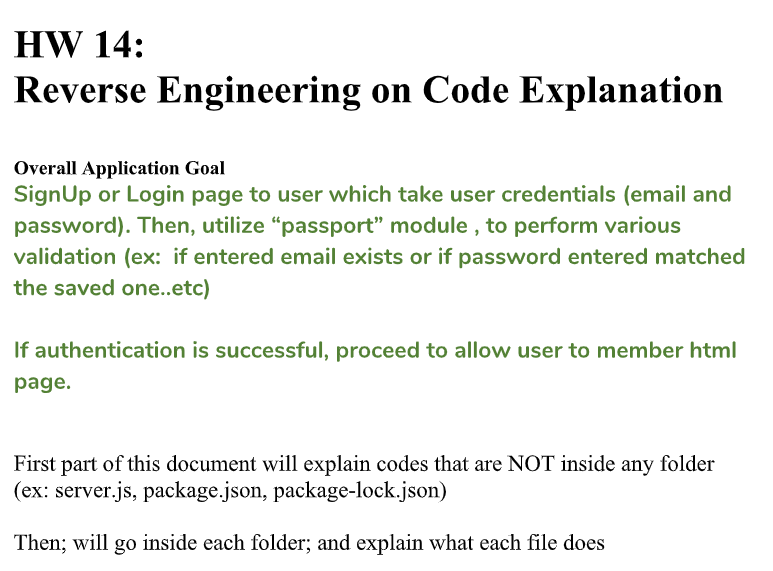 HW 14:
Reverse Engineering on Code Explanation
Overall Application Goal
SignUp or Login page to user which take user credentials (email and
password). Then, utilize “passport” module , to perform various
validation (ex:  if entered email exists or if password entered matched
the saved one..etc)
If authentication is successful, proceed to allow user to member html
page.
First part of this document will explain codes that are NOT inside any folder
(ex: server.js, package.json, package-lock.json)
Then; will go inside each folder; and explain what each file does